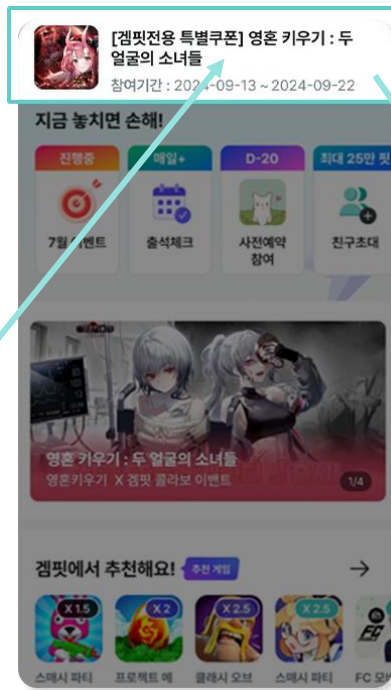 [겜핏전용 특별쿠폰] 영혼 키우기 : 두
얼굴의 소녀들
참여기간 : 2024-09-13 ~ 2024-09-22
지금 놓치면 손해!
진행중
매일+
D-20
최대 25만 핏
7월 이벤트
출석체크
사전예약
참여
친구초대
영혼 키우기 : 두 얼굴의 소녀들
영혼키우기 X 겜핏 콜라보 이벤트
1/4
겜핏에서 추천해요!
추천 게임
X 1.5
X 2
X 2.5
X 2.5
FC
스매시 파티
프로젝트 메
클래시 오브
스매시 파티
FC 모